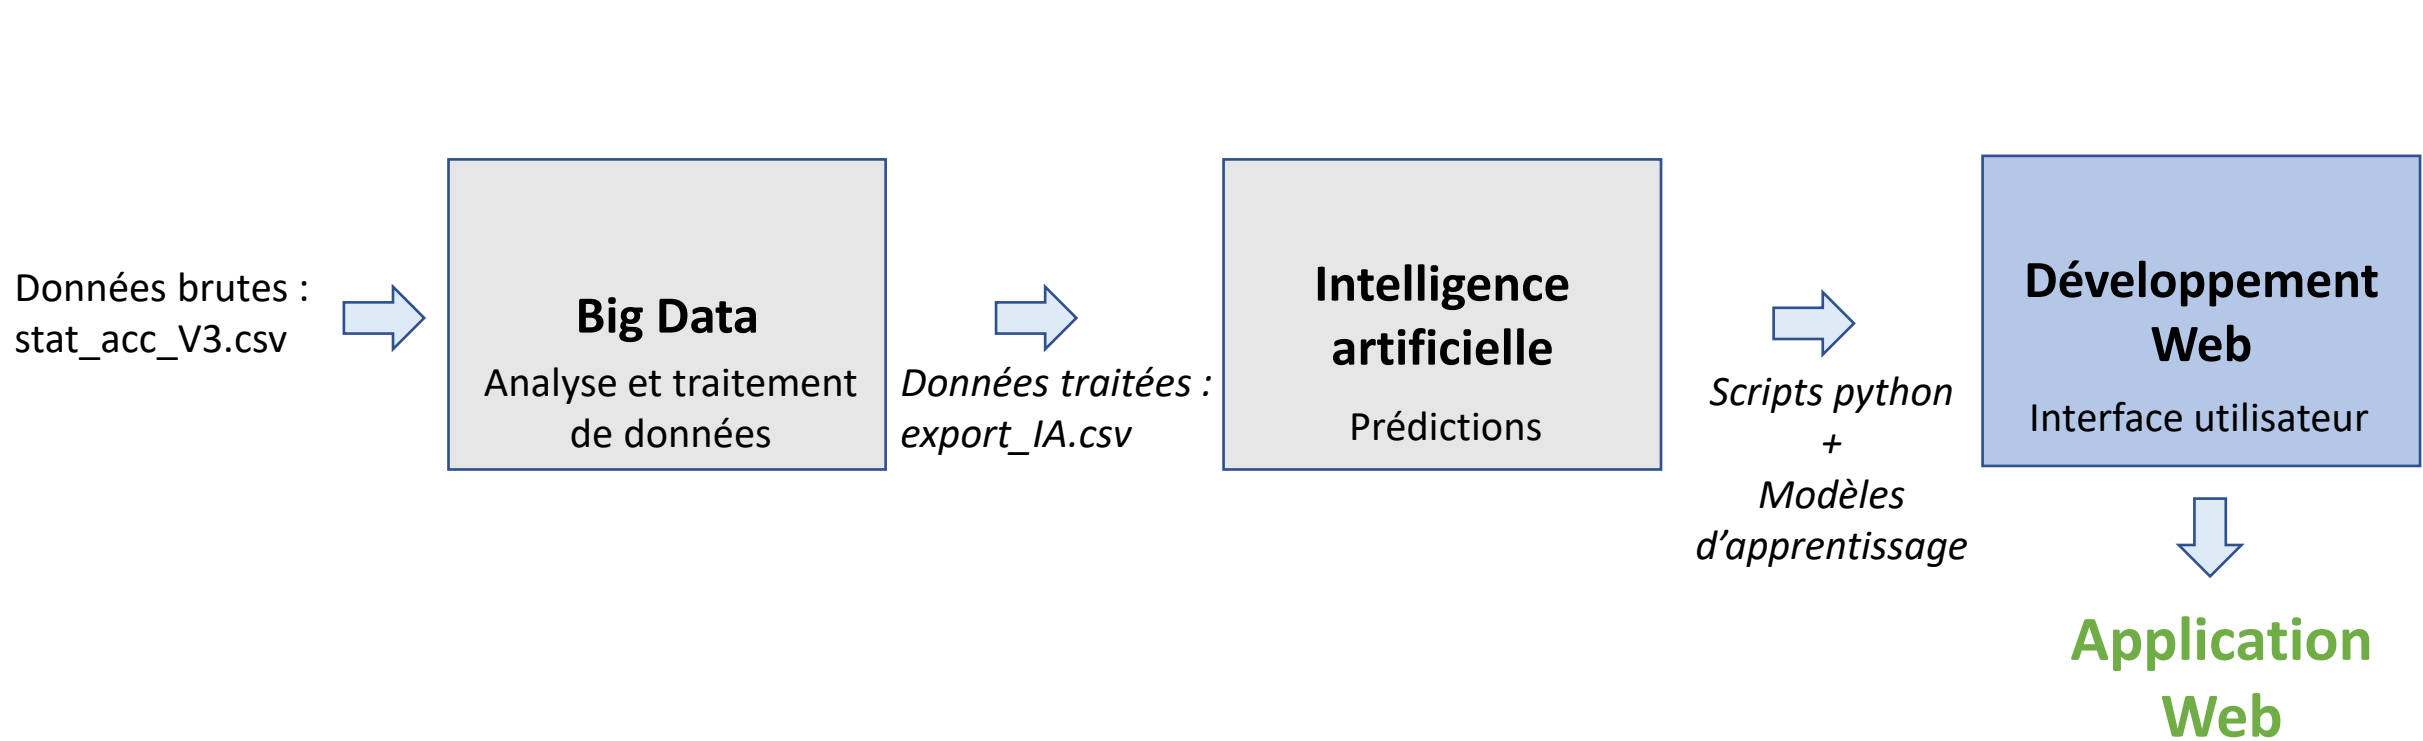 Données brutes :
stat_acc_V3.csv
Big Data
Analyse et traitement
de données
Données traitées :
export_IA.csv
Intelligence
artificielle
Prédictions
Scripts python
+
Modèles
d’apprentissage
Développement
Web
Interface utilisateur
Application
Web